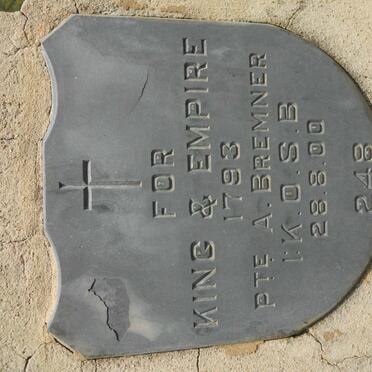 FOR
KING & EMPIRE
1793
PTE A. BREMNER
1. K. O. S. B
28.8.00
248